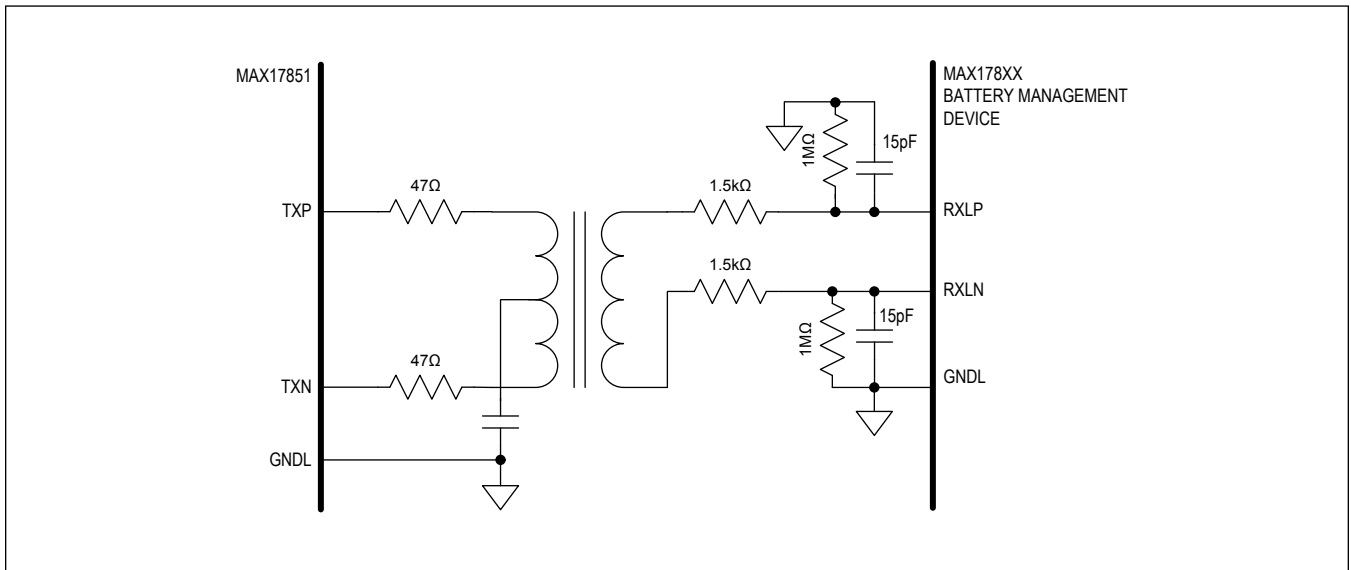 MAX17851
MAX178XX
BATTERY MANAGEMENT
DEVICE
1MΩ
15pF
47Ω
1.5kΩ
TXP
RXLP
1.5kΩ
RXLN
15pF
1MΩ
47Ω
TXN
GNDL
GNDL